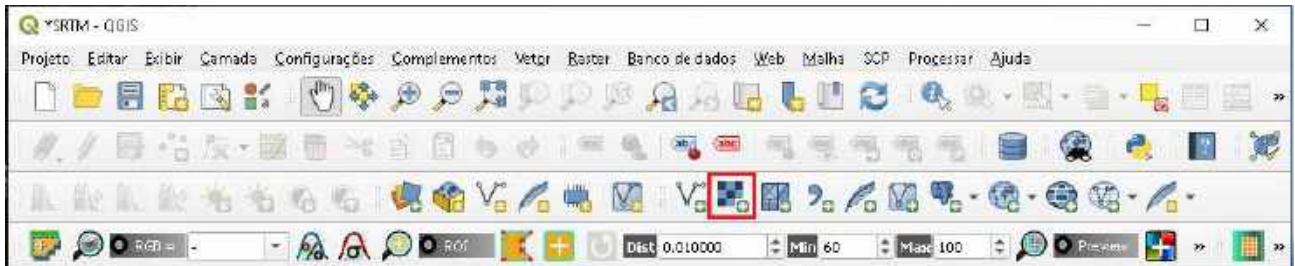 *SRTM - QGIS
Projeto Editar Exibir Camada Configurações Complementos Vetor Raster Banco de dados Web Malha SCP Processar Ajuda
abc
RGB = -
ROI
Dist 0.010000
Min 60
Max 100
Preview